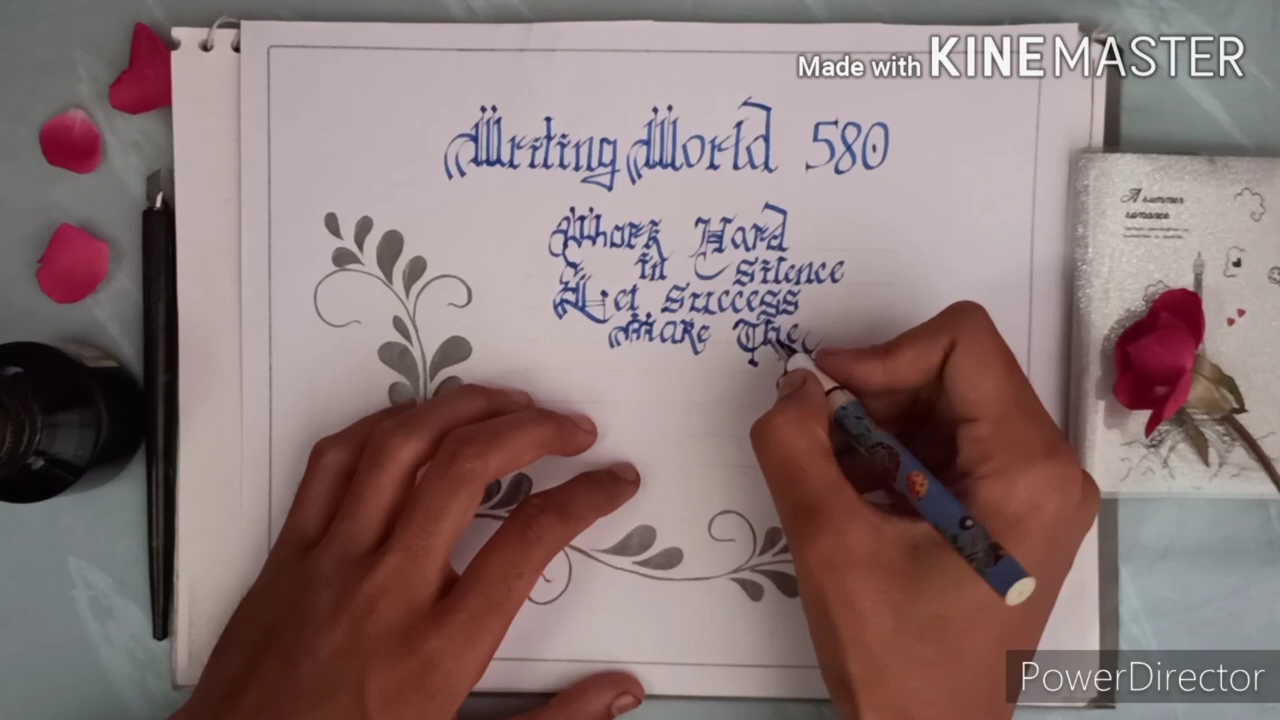 Made with KINEMASTER
Writing World 580
Work Hard
in Silence
Let Success
Make The
A summer
romance
PowerDirector